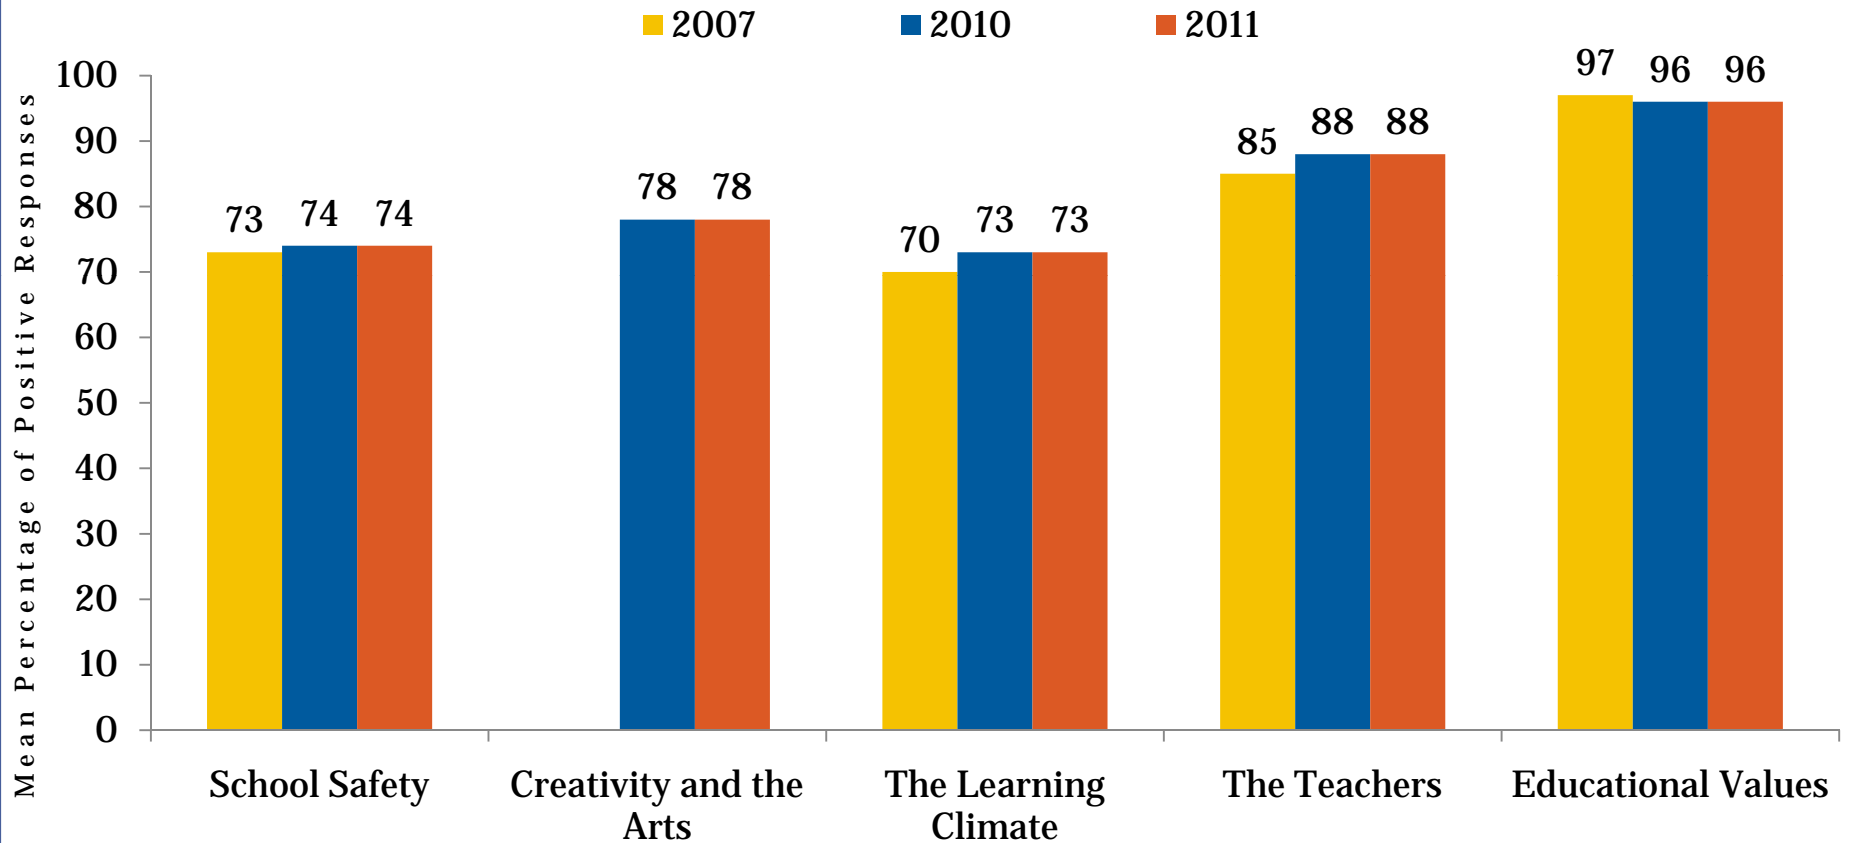 2007 2010 2011
Mean Percentage of Positive Responses
100
90
80
70
60
50
40
30
20
10
0
73 74 74
78 78
70 73 73
85 88 88
97 96 96
School Safety
Creativity and the
Arts
The Learning
Climate
The Teachers
Educational Values